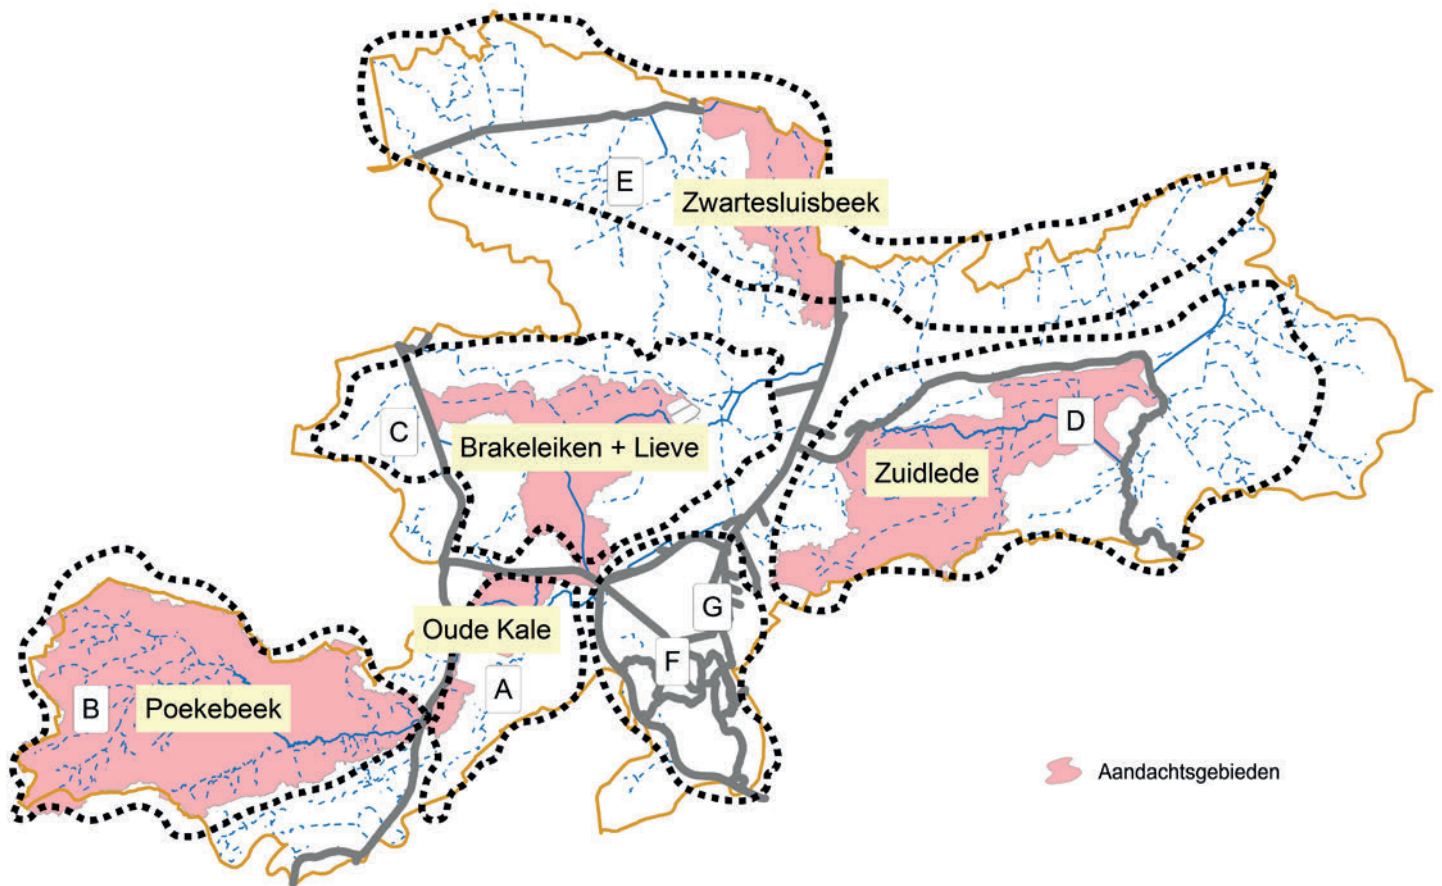 E
Zwartesluisbeek
C
D
Brakeleiken + Lieve
Zuidlede
G
Oude Kale
F
A
B
Poekebeek
Aandachtsgebieden